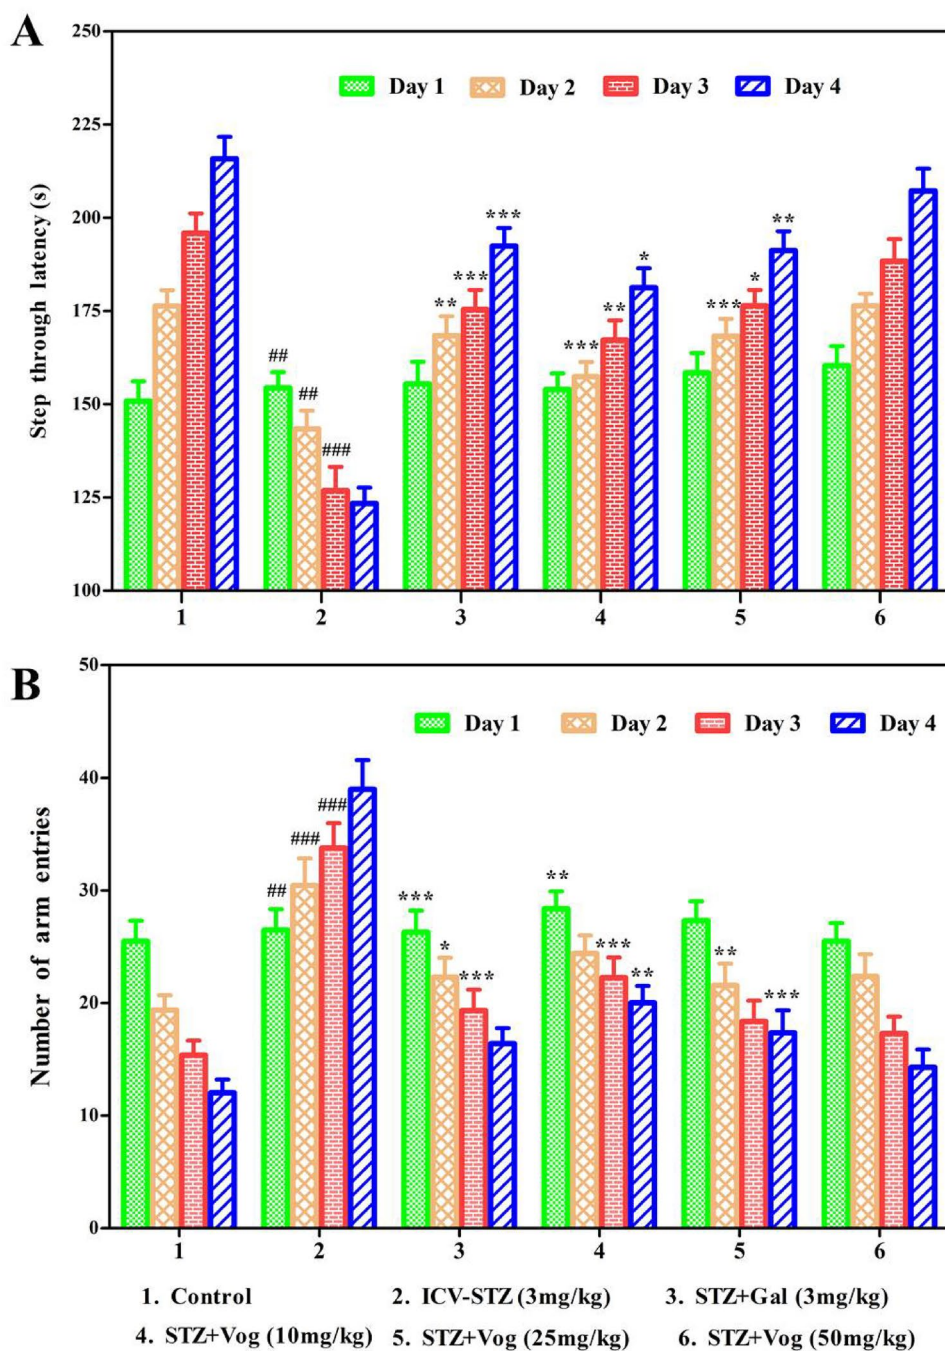 A
250
Day 1 Day 2 Day 3 Day 4
225
Step through latency (s)
200
*** **
*** * *
** ** ***
175
***
## ##
150
###
125
100
1 2 3 4 5 6
B
50
Day 1 Day 2 Day 3 Day 4
Number of arm entries
40
###
###
30
## *** **
* *** ** *** ** ***
20
10
0
1 2 3 4 5 6
1. Control 2. ICV-STZ (3mg/kg) 3. STZ+Gal (3mg/kg)
4. STZ+Vog (10mg/kg) 5. STZ+Vog (25mg/kg) 6. STZ+Vog (50mg/kg)